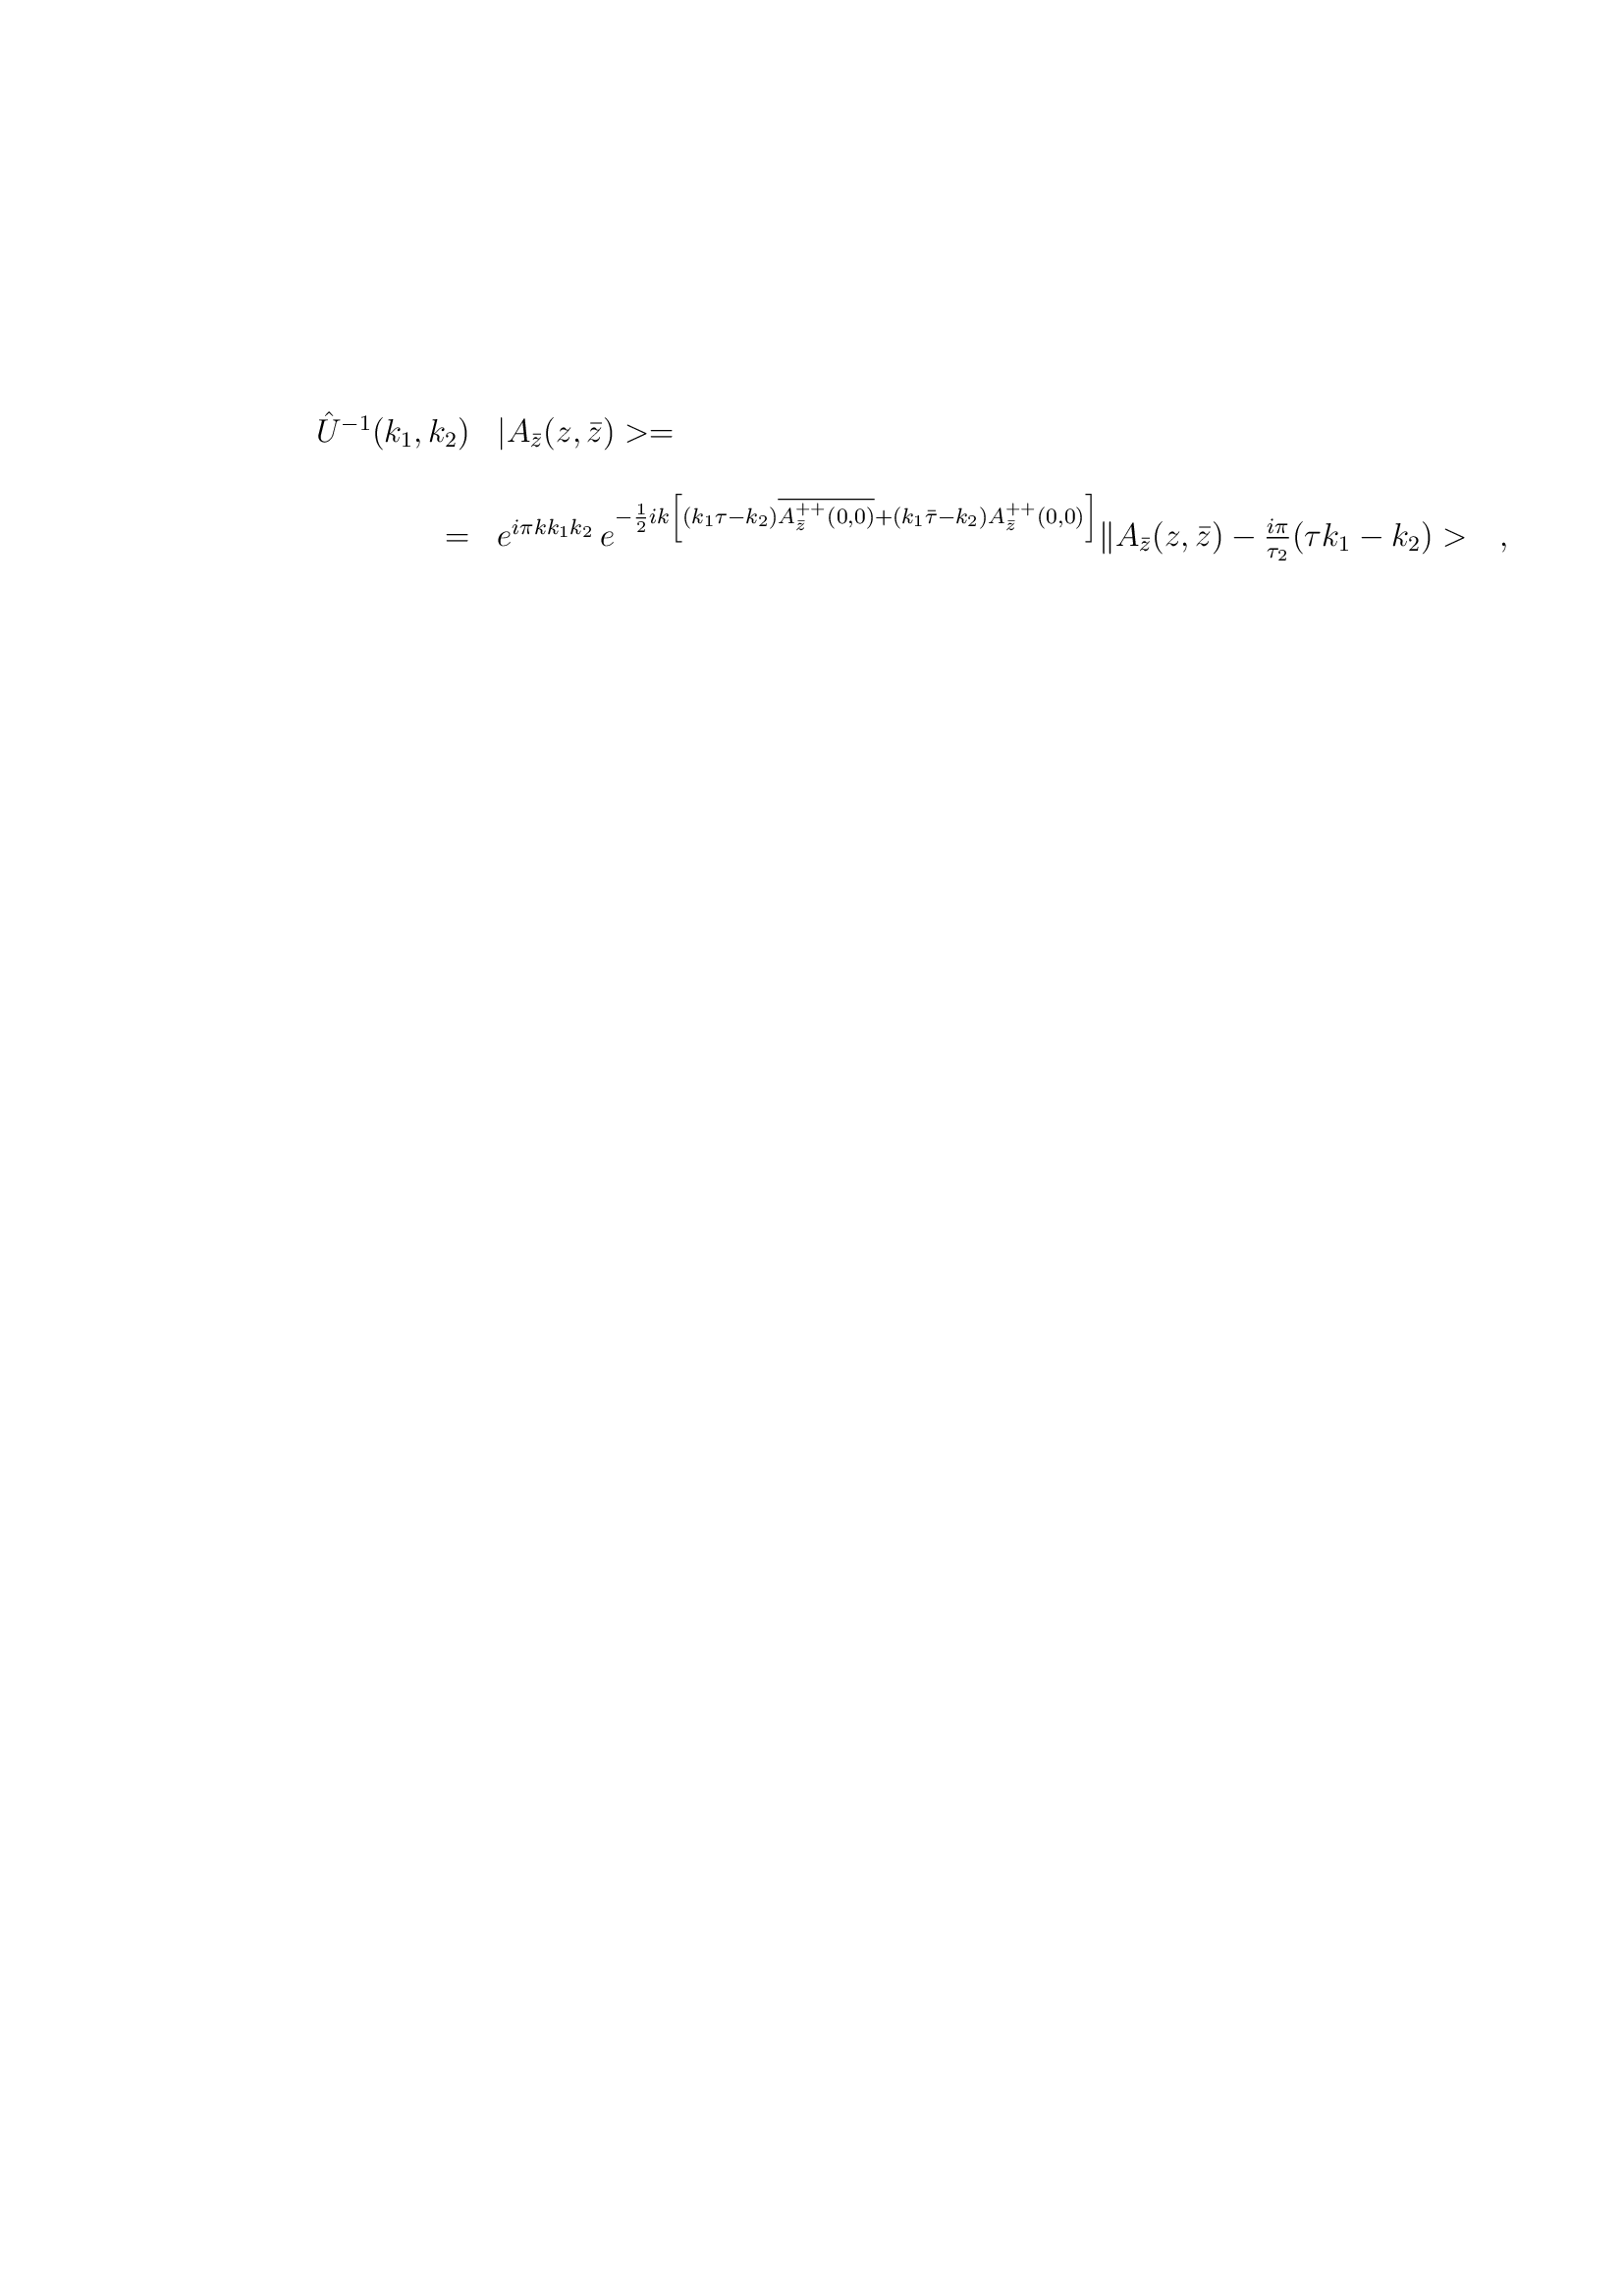 \hat{U}^{-1}(k_1, k_2) \quad |A_{\bar{z}}(z, \bar{z}) >=
= \quad e^{i\pi k k_1 k_2} \, e^{-\frac{1}{2} i k \left[ (k_1 \tau - k_2) \overline{A_{\bar{z}}^{++}(0,0)} + (k_1 \bar{\tau} - k_2) A_{\bar{z}}^{++}(0,0) \right]} \| A_{\bar{z}}(z, \bar{z}) - \frac{i\pi}{\tau_2} (\tau k_1 - k_2) > \quad ,